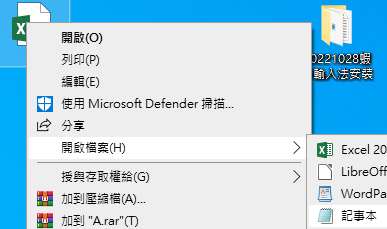 開啟(O)
列印(P)
編輯(E)
使用 Microsoft Defender 掃描...
分享
開啟檔案(H)
授與存取權給(G)
加到壓縮檔(A)...
加到 "A.rar"(T)
0221028蝦
輸入法安裝
Excel 20
LibreOff
WordPa
記事本